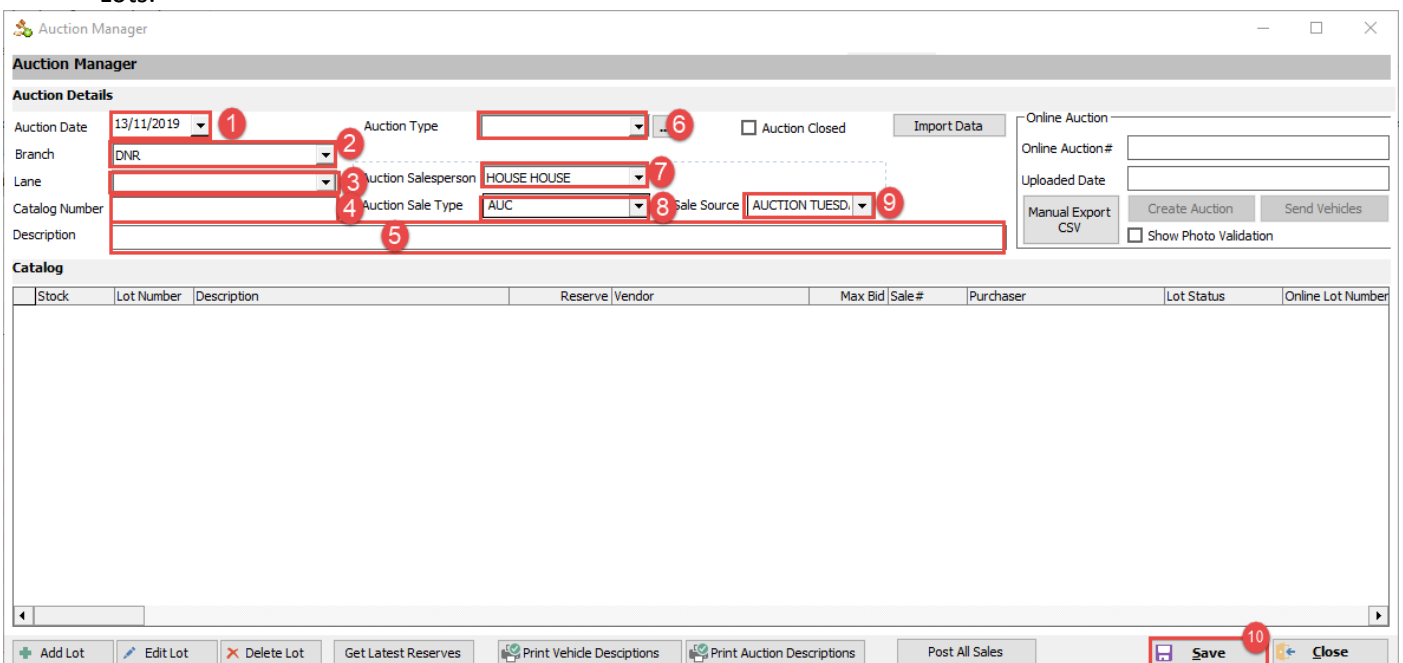 Lots.
Auction Manager
Auction Manager
Auction Details
Auction Date 13/11/2019 1 Auction Type ... 6 Auction Closed Import Data Online Auction
Branch DNR 2 Online Auction#
Lane 3 Auction Salesperson HOUSE HOUSE 7 Uploaded Date
Catalog Number 4 Auction Sale Type AUC 8 Sale Source AUCTION TUESD 9 Manual Export CSV Create Auction Send Vehicles
Description 5 Show Photo Validation
Catalog
Stock Lot Number Description Reserve Vendor Max Bid Sale# Purchaser Lot Status Online Lot Number
10
Add Lot Edit Lot Delete Lot Get Latest Reserves Print Vehicle Desciptions Print Auction Descriptions Post All Sales Save Close